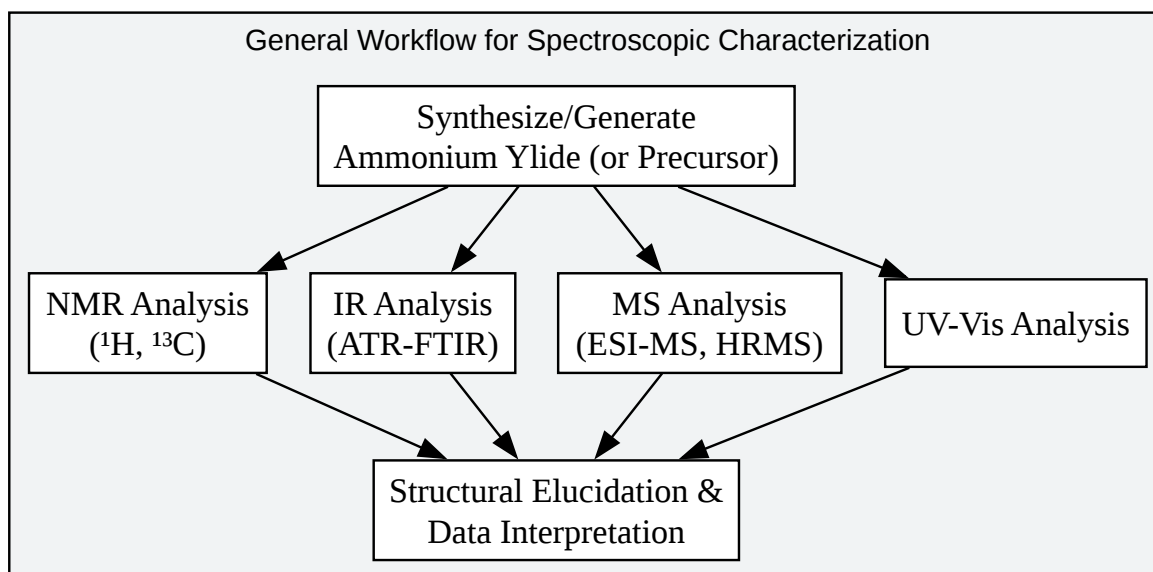 General Workflow for Spectroscopic Characterization
Synthesize/Generate
Ammonium Ylide (or Precursor)
NMR Analysis
(¹H, ¹³C)
IR Analysis
(ATR-FTIR)
MS Analysis
(ESI-MS, HRMS)
UV-Vis Analysis
Structural Elucidation &
Data Interpretation